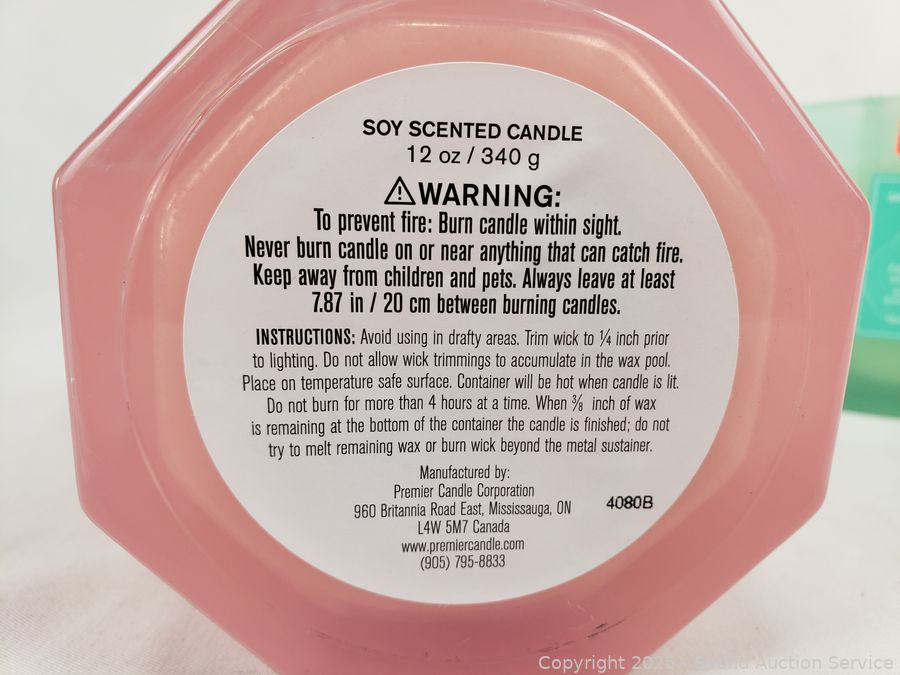 SOY SCENTED CANDLE
12 oz / 340 g
⚠WARNING:
To prevent fire: Burn candle within sight.
Never burn candle on or near anything that can catch fire.
Keep away from children and pets. Always leave at least
7.87 in / 20 cm between burning candles.
INSTRUCTIONS: Avoid using in drafty areas. Trim wick to ¼ inch prior
to lighting. Do not allow wick trimmings to accumulate in the wax pool.
Place on temperature safe surface. Container will be hot when candle is lit.
Do not burn for more than 4 hours at a time. When ⅜ inch of wax
is remaining at the bottom of the container the candle is finished; do not
try to melt remaining wax or burn wick beyond the metal sustainer.
Manufactured by:
Premier Candle Corporation
960 Britannia Road East, Mississauga, ON
L4W 5M7 Canada
www.premiercandle.com
(905) 795-8833
4080B
Copyright Auction Service